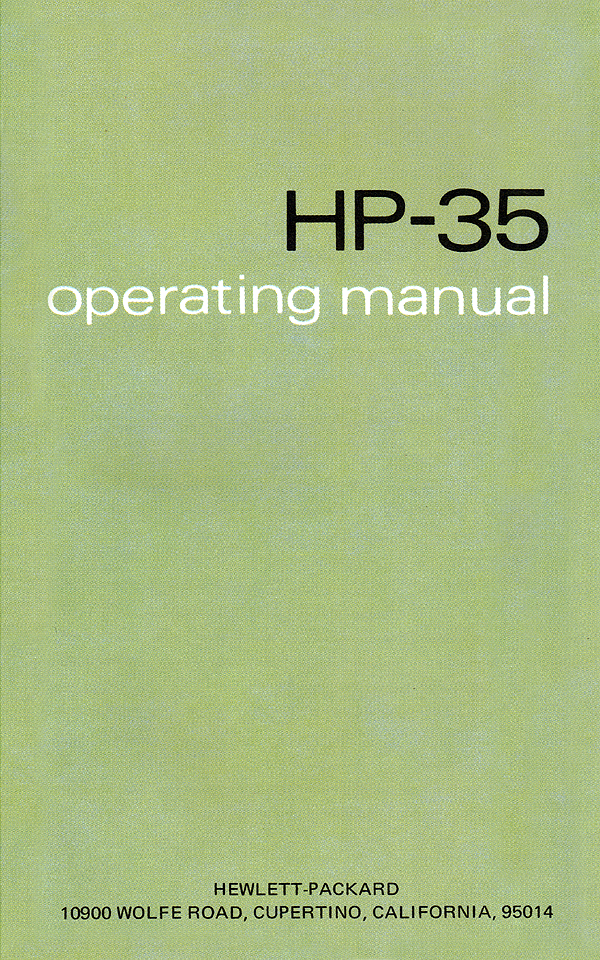 HP-35
operating manual
HEWLETT-PACKARD
10900 WOLFE ROAD, CUPERTINO, CALIFORNIA, 95014